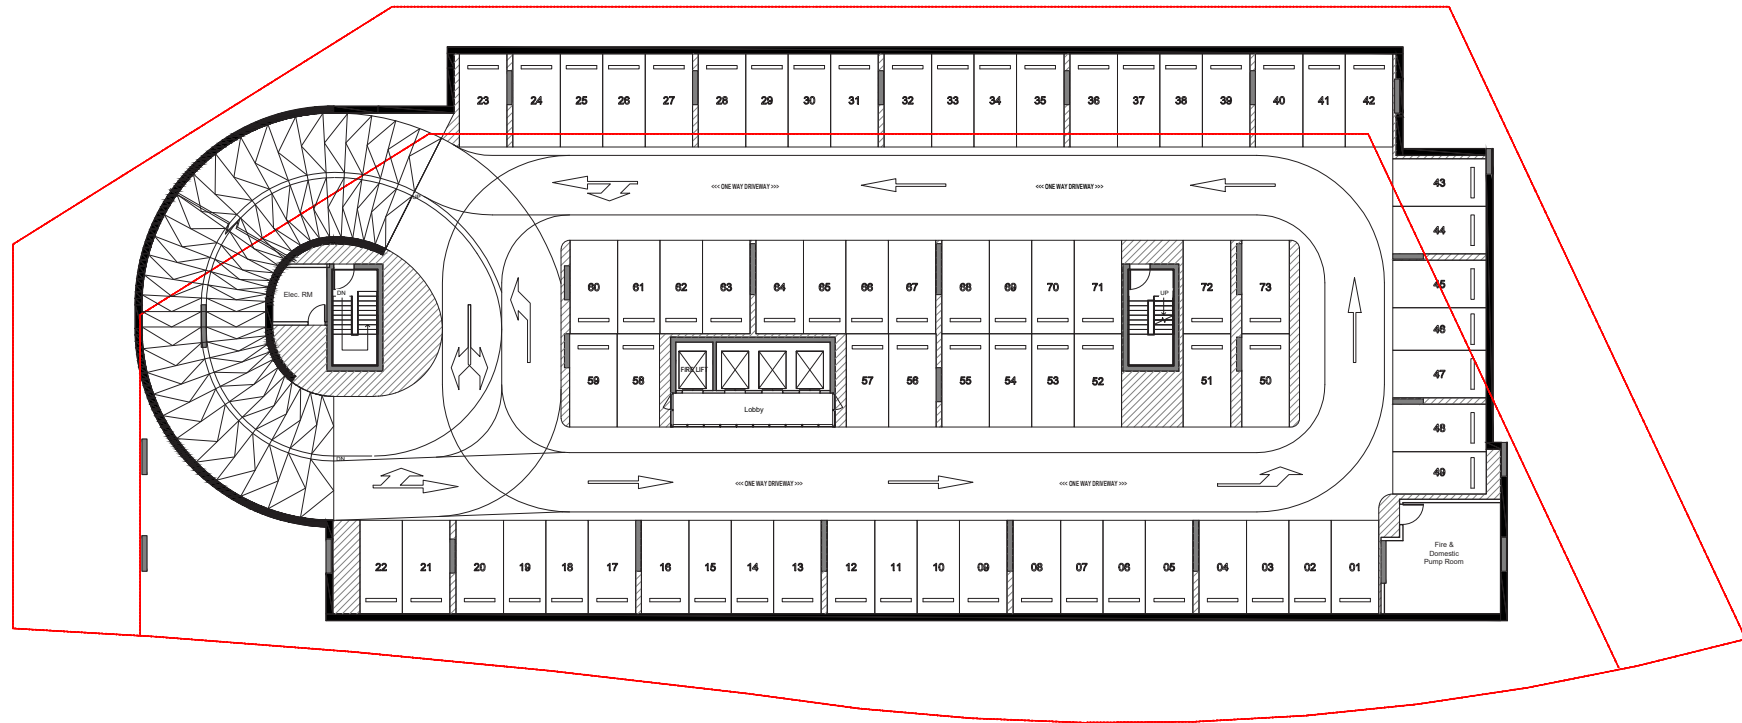 23 24 25 26 27 28 29 30 31 32 33 34 35 36 37 38 39 40 41 42
<<< ONE WAY DRIVEWAY >>> <<< ONE WAY DRIVEWAY >>>
43
44
45
46
47
48
49
60 61 62 63 64 65 66 67 68 69 70 71 UP 72 73
Elec. RM
DN
59 58 FIRE LIFT 57 56 55 54 53 52 51 50
Lobby
DN
<<< ONE WAY DRIVEWAY >>> <<< ONE WAY DRIVEWAY >>>
22 21 20 19 18 17 16 15 14 13 12 11 10 09 08 07 06 05 04 03 02 01
Fire &
Domestic
Pump Room